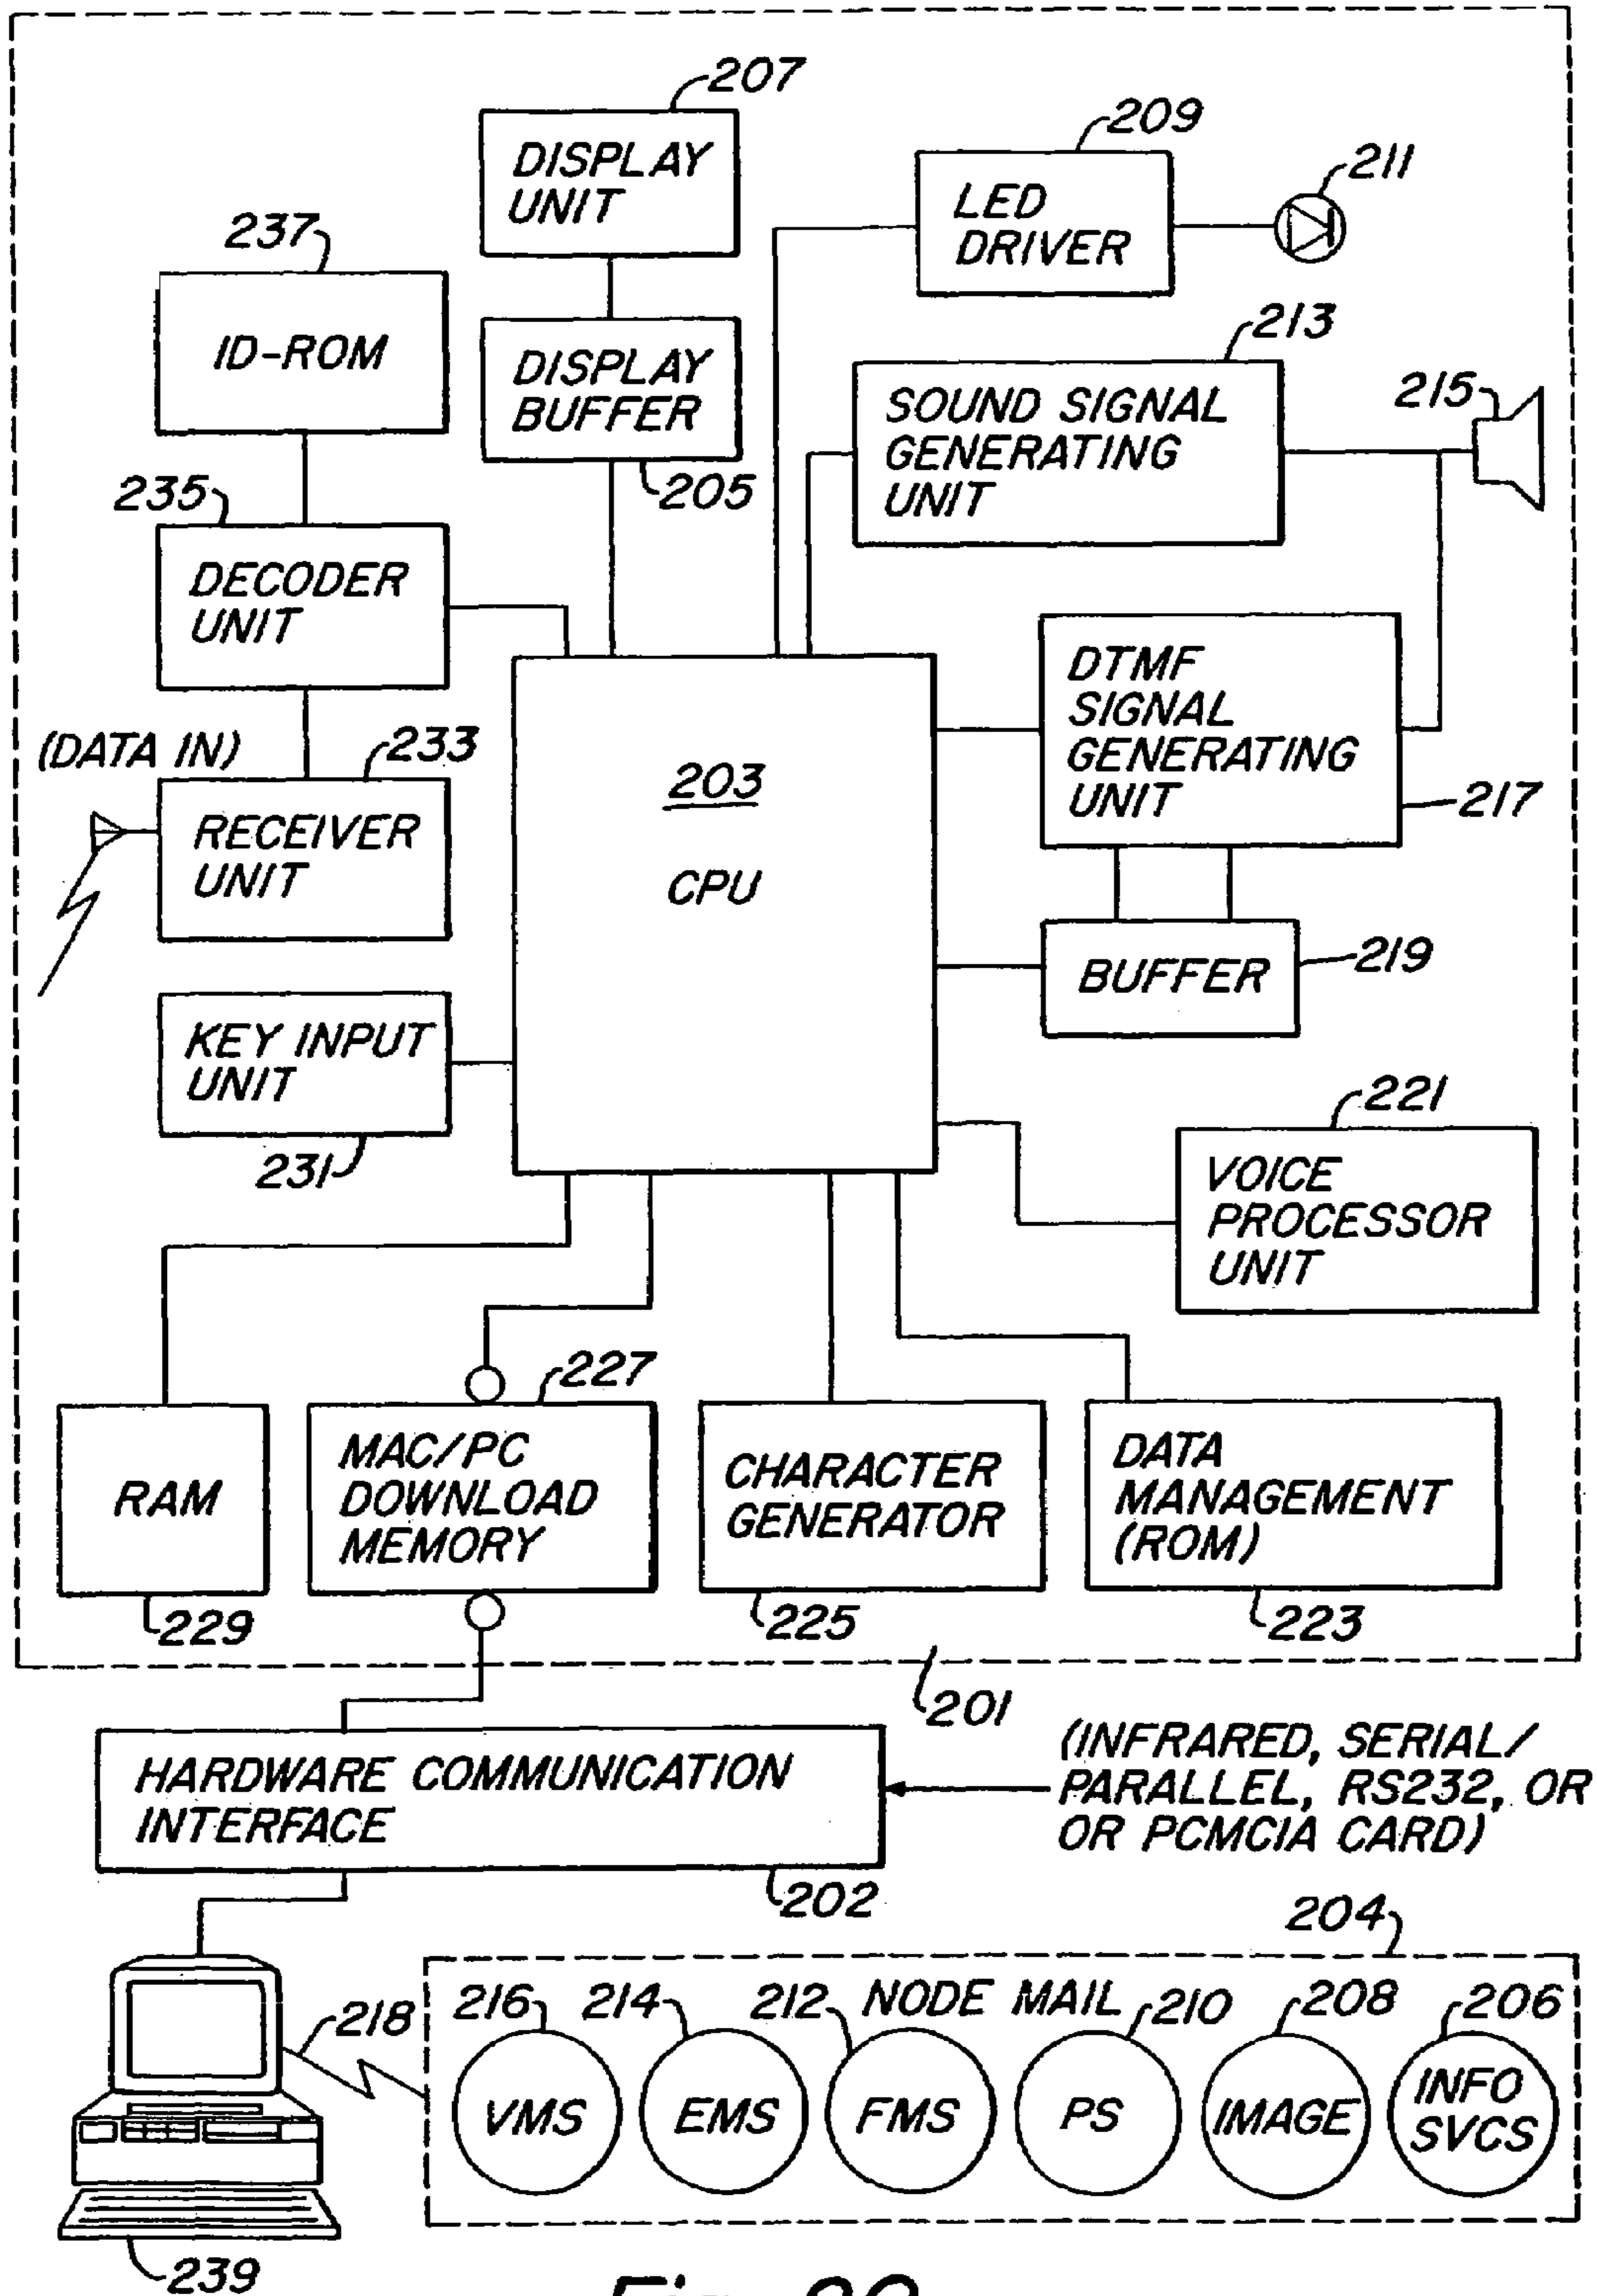 207
DISPLAY
UNIT
209
LED
DRIVER
211
237
ID-ROM
DISPLAY
BUFFER
205
213
SOUND SIGNAL
GENERATING
UNIT
215
235
DECODER
UNIT
DTMF
SIGNAL
GENERATING
UNIT
217
(DATA IN)
233
RECEIVER
UNIT
203
CPU
BUFFER
219
KEY INPUT
UNIT
231
221
VOICE
PROCESSOR
UNIT
RAM
229
227
MAC/PC
DOWNLOAD
MEMORY
CHARACTER
GENERATOR
225
DATA
MANAGEMENT
(ROM)
223
201
HARDWARE COMMUNICATION
INTERFACE
202
(INFRARED, SERIAL/
PARALLEL, RS232, OR
OR PCMCIA CARD)
204
NODE MAIL
218
216
214
212
210
208
206
VMS
EMS
FMS
PS
IMAGE
INFO
SVCS
239